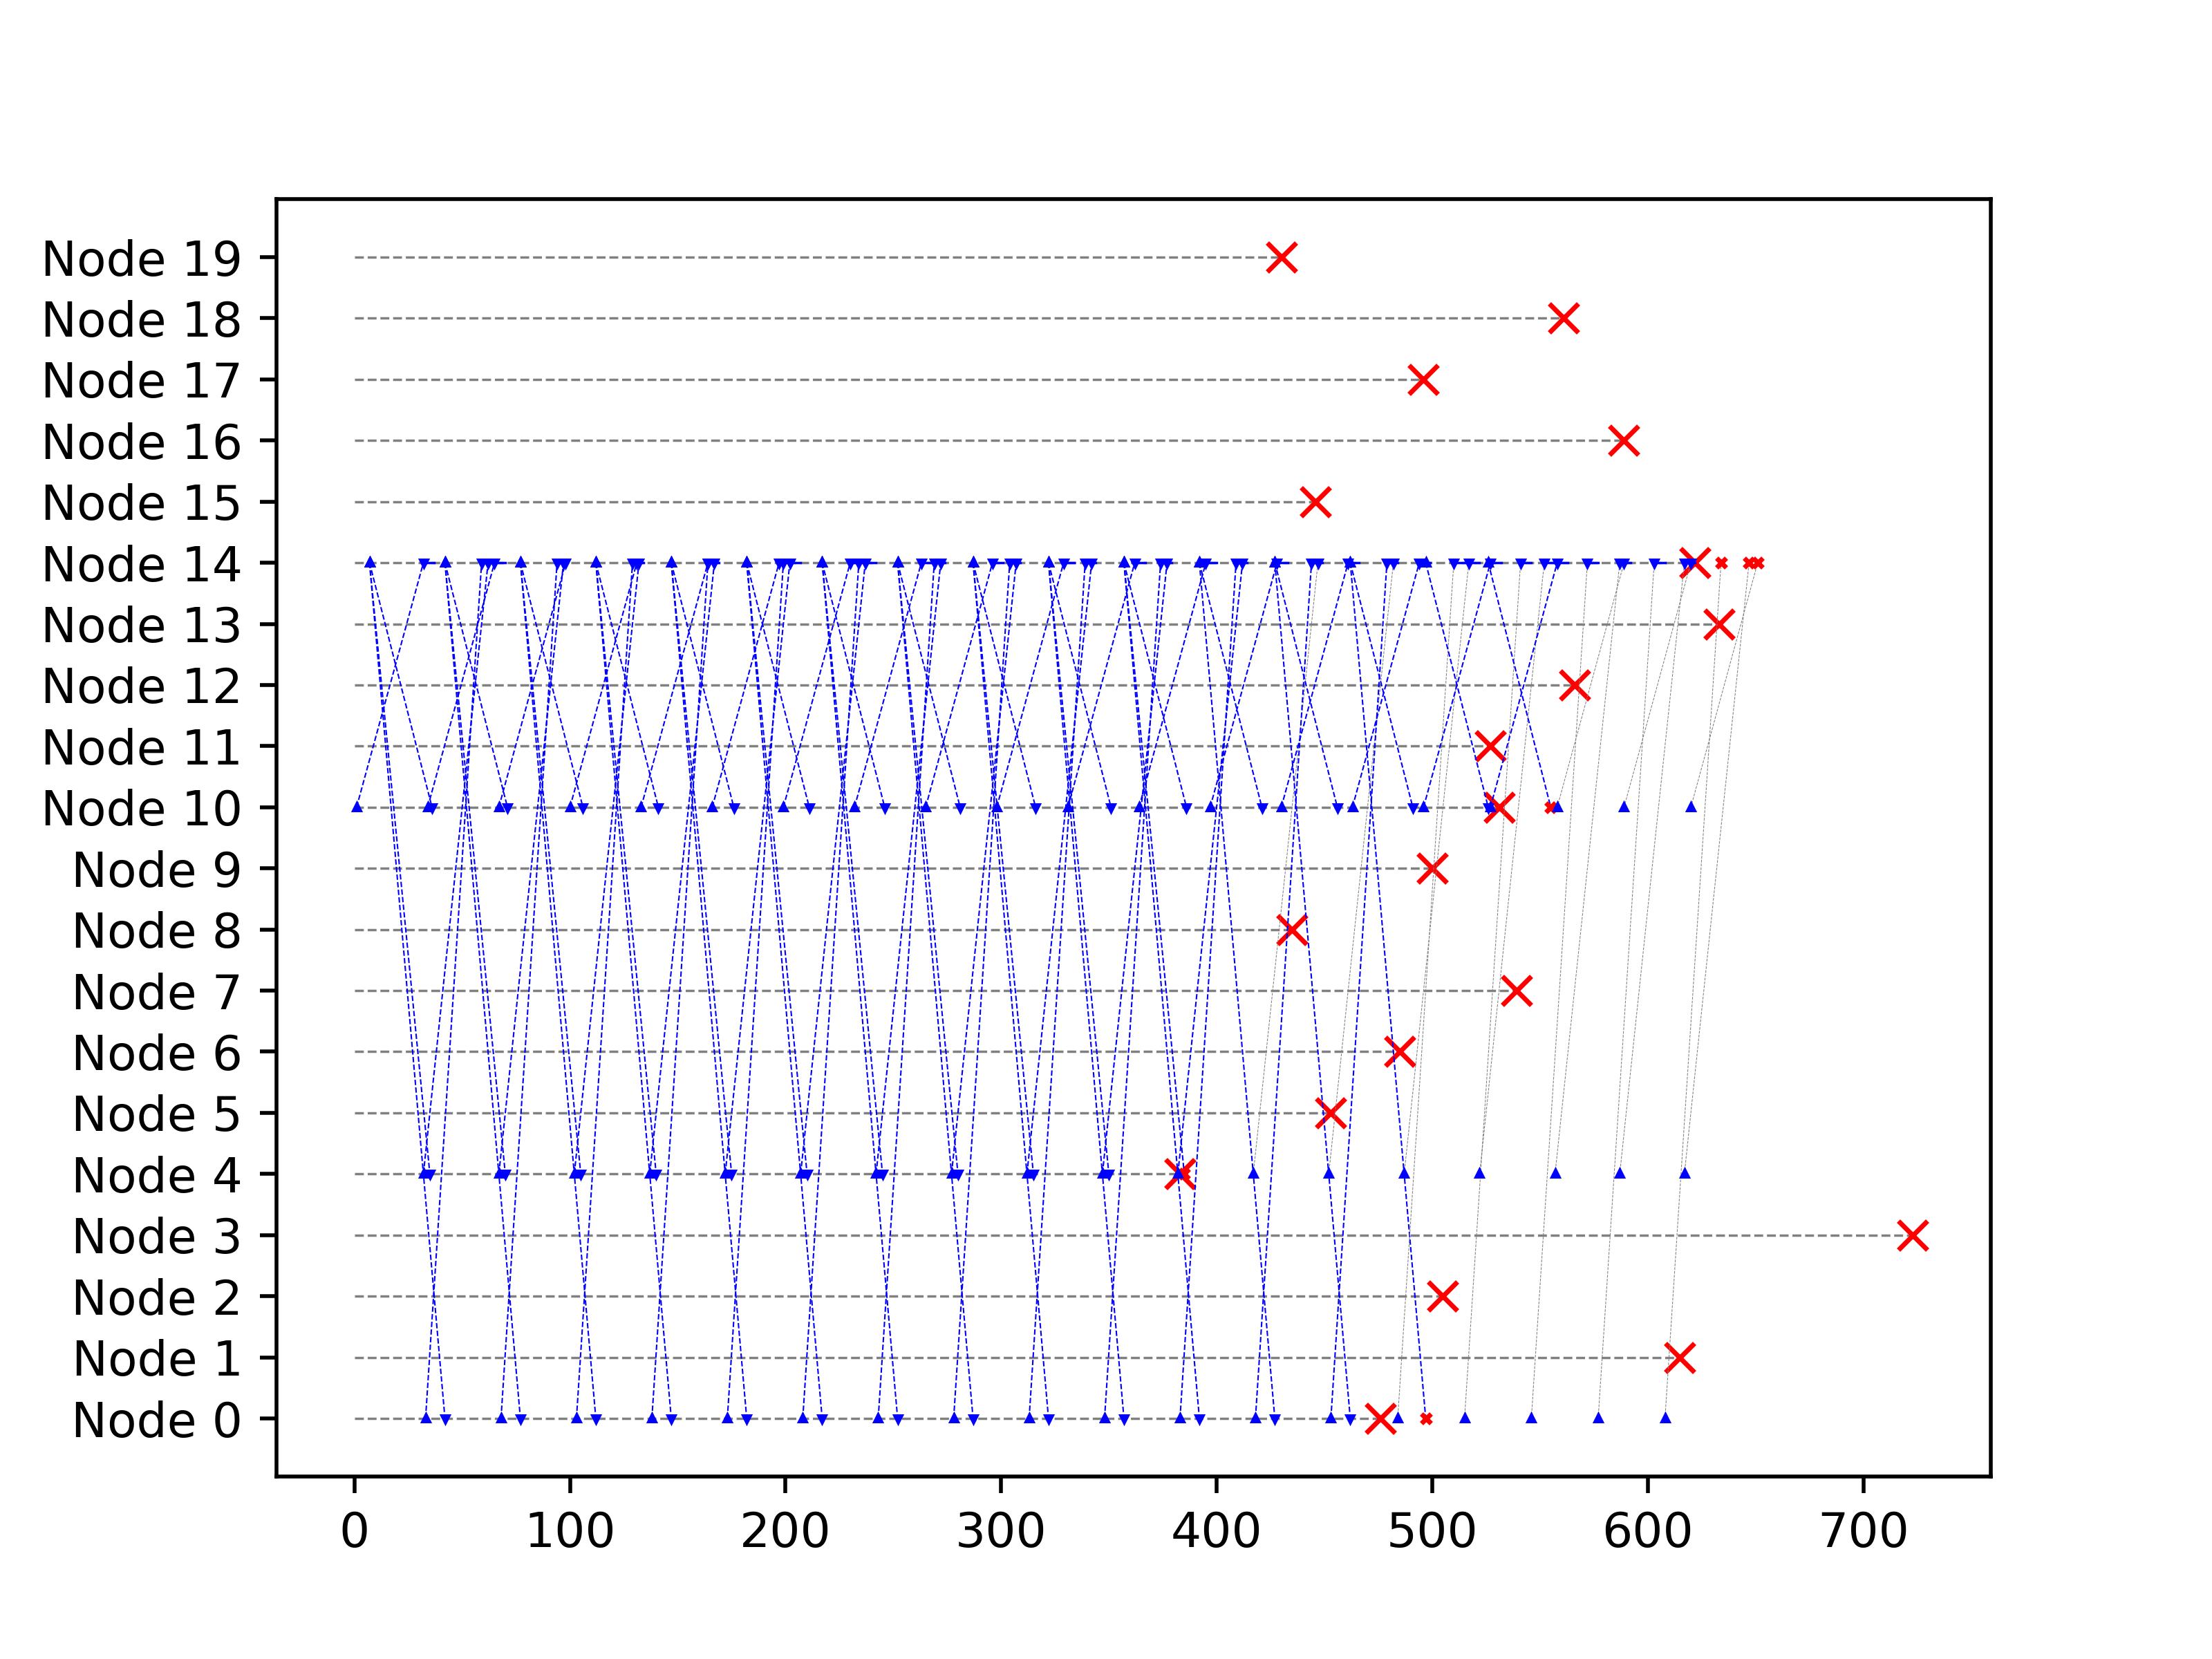 Node 19
Node 18
Node 17
Node 16
Node 15
Node 14
Node 13
Node 12
Node 11
Node 10
Node 9
Node 8
Node 7
Node 6
Node 5
Node 4
Node 3
Node 2
Node 1
Node 0
0 100 200 300 400 500 600 700